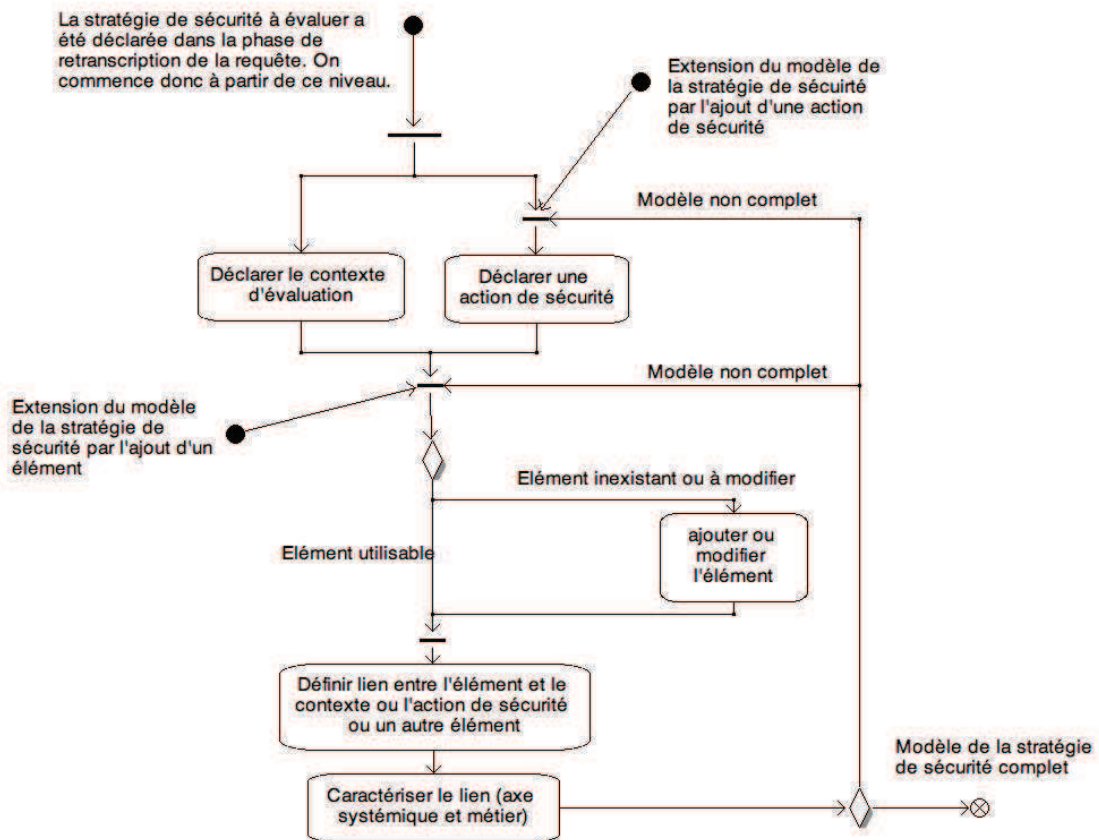 La stratégie de sécurité à évaluer a
été déclarée dans la phase de
retranscription de la requête. On
commence donc à partir de ce niveau.
Extension du modèle de
la stratégie de sécuirté
par l'ajout d'une action
de sécurité
Modèle non complet
Déclarer le contexte
d'évaluation
Déclarer une
action de sécurité
Modèle non complet
Extension du modèle
de la stratégie de
sécurité par l'ajout d'un
elément
Elément inexistant ou à modifier
ajouter ou
modifier
l'élément
Elément utilisable
Définir lien entre l'élément et le
contexte ou l'action de sécurité
ou un autre élément
Modèle de la stratégie
de sécurité complet
Caractériser le lien (axe
systémique et métier)